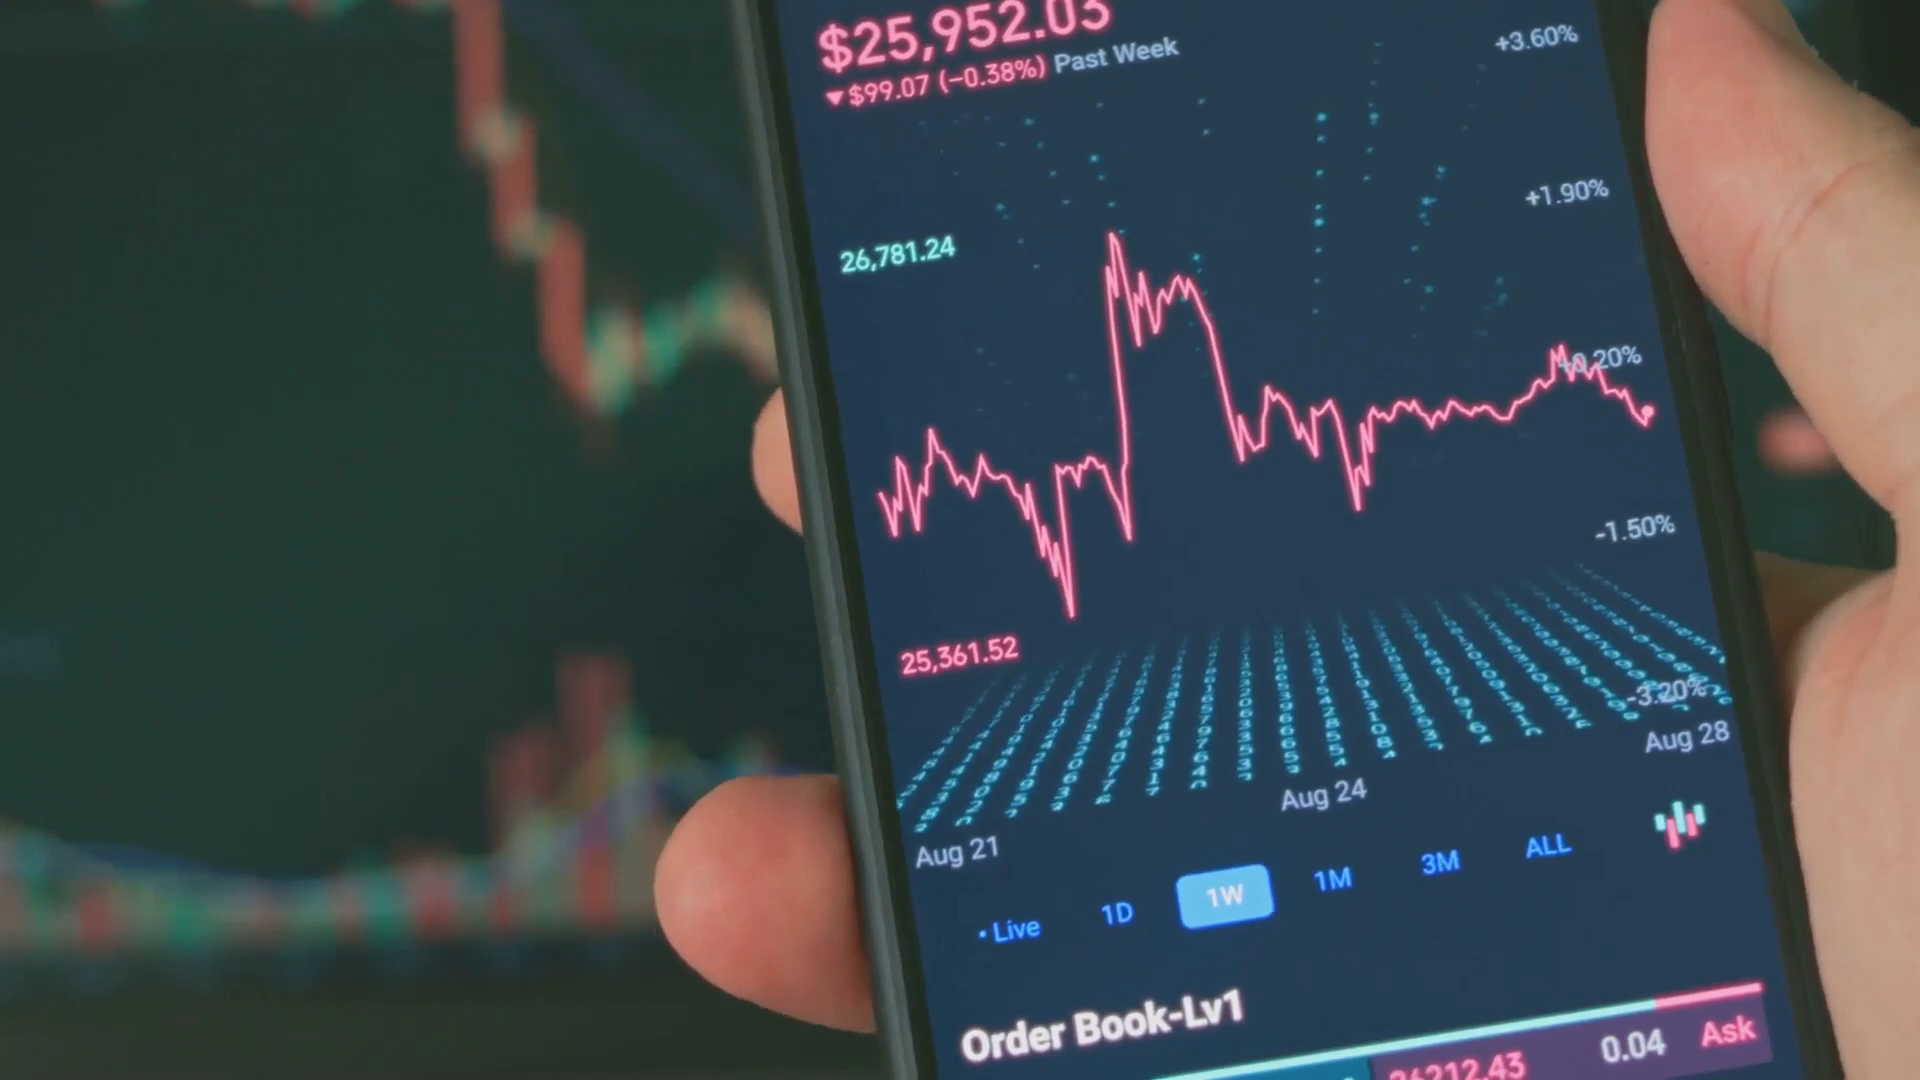 $25,952.03
▼$99.07 (−0.38%) Past Week
+3.60%
+1.90%
26,781.24
+0.20%
-1.50%
25,361.52
-3.20%
Aug 21
Aug 24
Aug 28
• Live 1D 1W 1M 3M ALL
Order Book-Lv1
26212.43 0.04 Ask